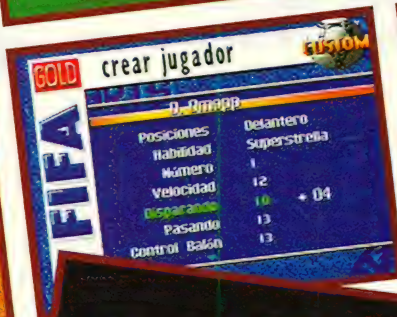 GOLD
crear jugador
CUSTOM
FIFA
Posiciones Delantero
Habilidad Superstrella
Número 1
Velocidad 12
Disparando 10 + 04
Pasando 13
Control Balón 13